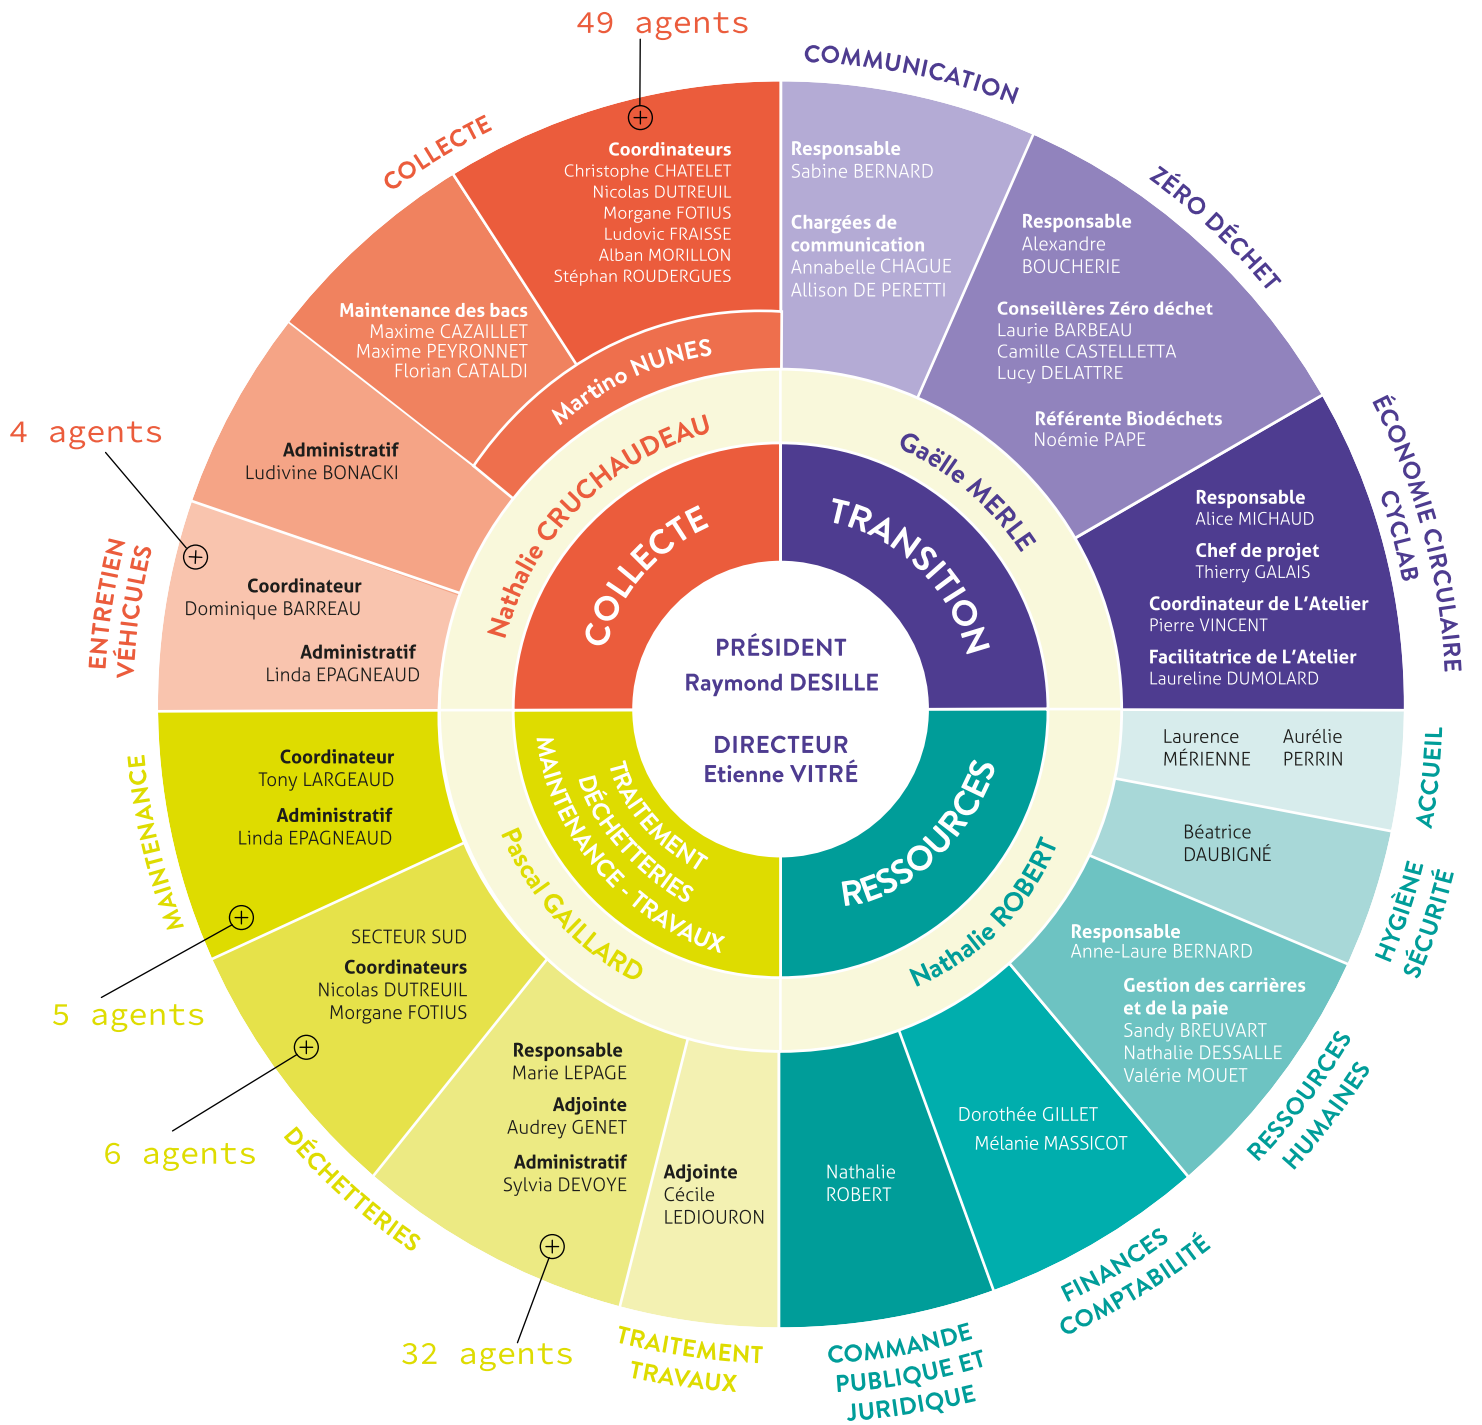 49 agents
COLLECTE
Coordinateurs
Christophe CHATELET
Nicolas DUTREUIL
Morgane FOTIUS
Ludovic FRAISSE
Alban MORILLON
Stéphan ROUDERGUES
Martino NUNES
Maintenance des bacs
Maxime CAZAILLET
Maxime PEYRONNET
Florian CATALDI
Administratif
Ludivine BONACKI
4 agents
ENTRETIEN
VÉHICULES
Coordinateur
Dominique BARREAU
Administratif
Linda EPAGNEAUD
Nathalie CRUCHAUDEAU
COLLECTE
COMMUNICATION
Responsable
Sabine BERNARD
Chargées de
communication
Annabelle CHAGUE
Allison DE PERETTI
ZÉRO DÉCHET
Responsable
Alexandre
BOUCHERIE
Conseillères Zéro déchet
Laurie BARBEAU
Camille CASTELLETTA
Lucy DELATTRE
Référente Biodéchets
Noémie PAPE
ÉCONOMIE CIRCULAIRE
CYCLAB
Responsable
Alice MICHAUD
Chef de projet
Thierry GALAIS
Coordinateur de L'Atelier
Pierre VINCENT
Facilitatrice de L'Atelier
Laureline DUMOLARD
Gaëlle MERLE
TRANSITION
PRÉSIDENT
Raymond DESILLE
DIRECTEUR
Etienne VITRÉ
MAINTENANCE
Coordinateur
Tony LARGEAUD
Administratif
Linda EPAGNEAUD
5 agents
SECTEUR SUD
Coordinateurs
Nicolas DUTREUIL
Morgane FOTIUS
6 agents
DÉCHETTERIES
Responsable
Marie LEPAGE
Adjointe
Audrey GENET
Administratif
Sylvia DEVOYE
32 agents
Adjointe
Cécile
LEDIOURON
TRAITEMENT
TRAVAUX
Pascal GAILLARD
TRAITEMENT
DÉCHETTERIES
MAINTENANCE - TRAVAUX
RESSOURCES
Nathalie ROBERT
Laurence
MÉRIENNE
Aurélie
PERRIN
ACCUEIL
Béatrice
DAUBIGNÉ
HYGIÈNE
SÉCURITÉ
Responsable
Anne-Laure BERNARD
Gestion des carrières
et de la paie
Sandy BREUVART
Nathalie DESSALLE
Valérie MOUET
RESSOURCES
HUMAINES
Dorothée GILLET
Mélanie MASSICOT
FINANCES
COMPTABILITÉ
Nathalie
ROBERT
COMMANDE
PUBLIQUE ET
JURIDIQUE